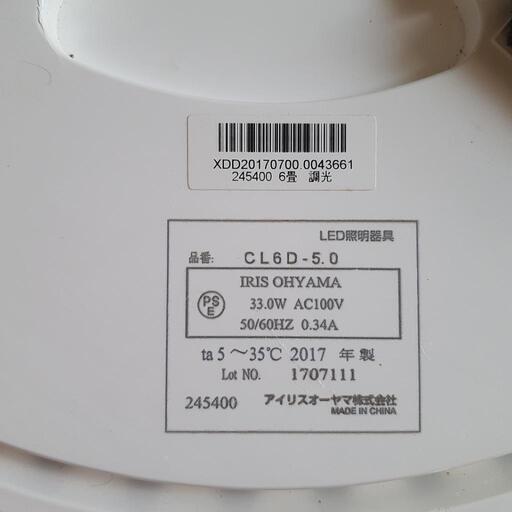 XDD20170700.0043661
245400 6畳 調光
LED照明器具
品番: CL6D-5.0
PS
E
IRIS OHYAMA
33.0W AC100V
50/60HZ 0.34A
ta 5～35℃ 2017 年製
Lot NO. 1707111
245400 アイリスオーヤマ株式会社
MADE IN CHINA